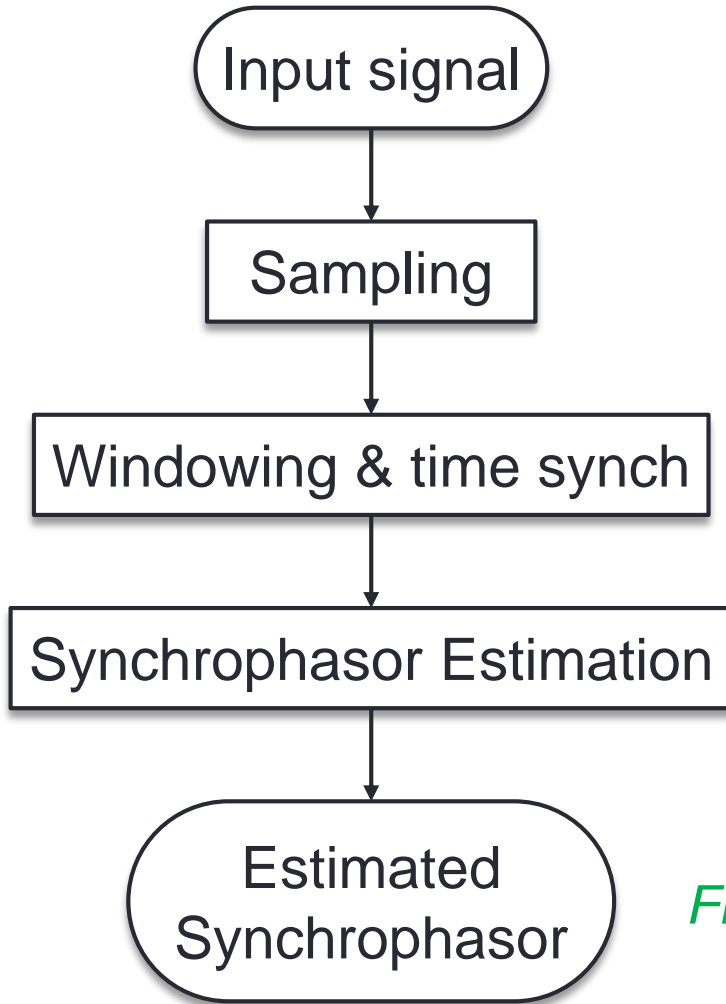 Input signal
Sampling
Windowing & time synch
Synchrophasor Estimation
Estimated
Synchrophasor